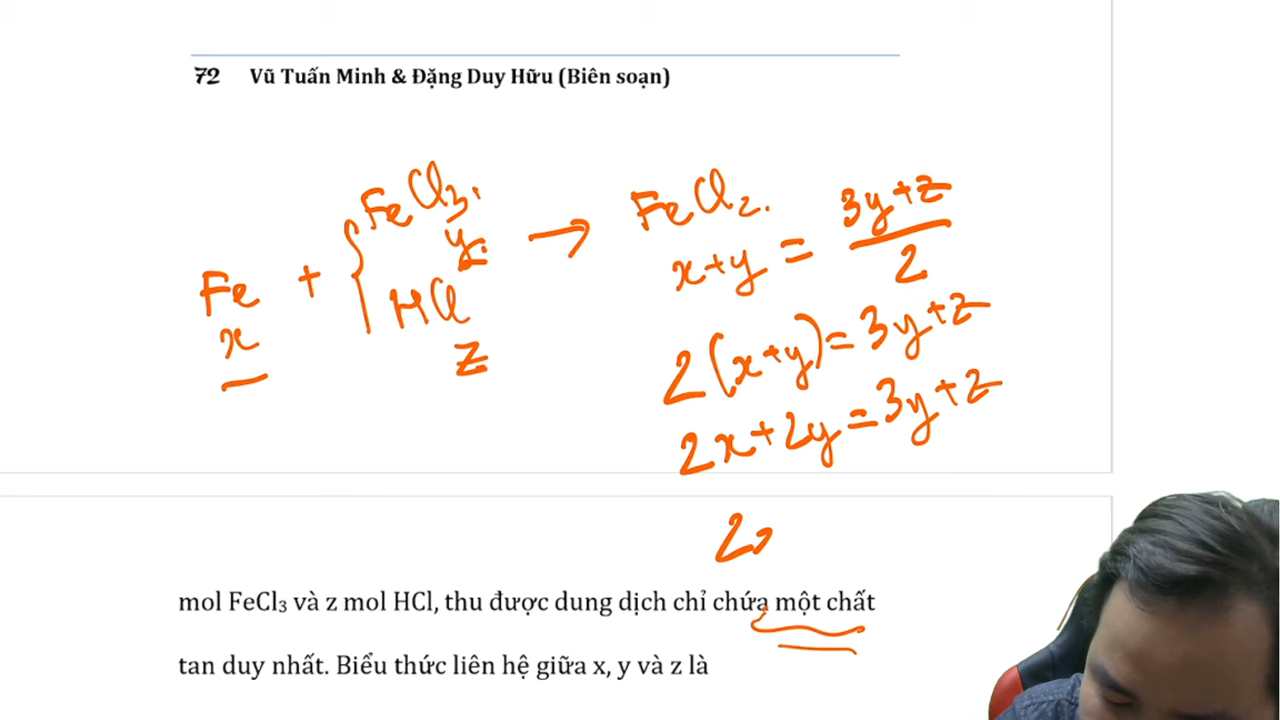 72 Vũ Tuấn Minh & Đặng Duy Hữu (Biên soạn)
Fe + { FeCl3. → FeCl2.
y.
HCl
x
z
x+y = 3y+z / 2
2(x+y) = 3y+z
2x+2y = 3y+z
2x
mol FeCl₃ và z mol HCl, thu được dung dịch chỉ chứa một chất
tan duy nhất. Biểu thức liên hệ giữa x, y và z là